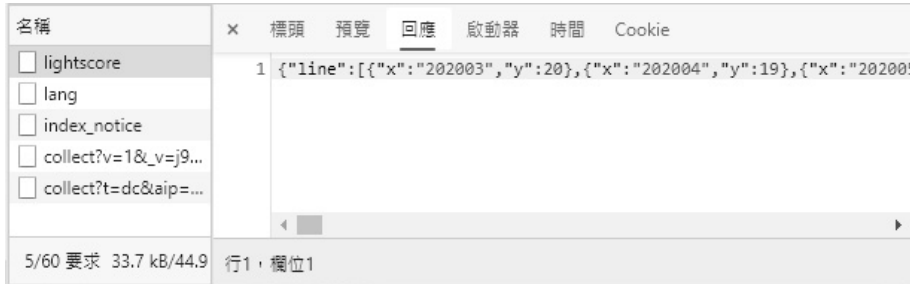 名稱
× 標頭 預覽 回應 啟動器 時間 Cookie
lightscore
1 {"line":[{"x":"202003","y":20},{"x":"202004","y":19},{"x":"202005
lang
index_notice
collect?v=1&_v=j9...
collect?t=dc&aip=...
5/60 要求 33.7 kB/44.9
行1，欄位1